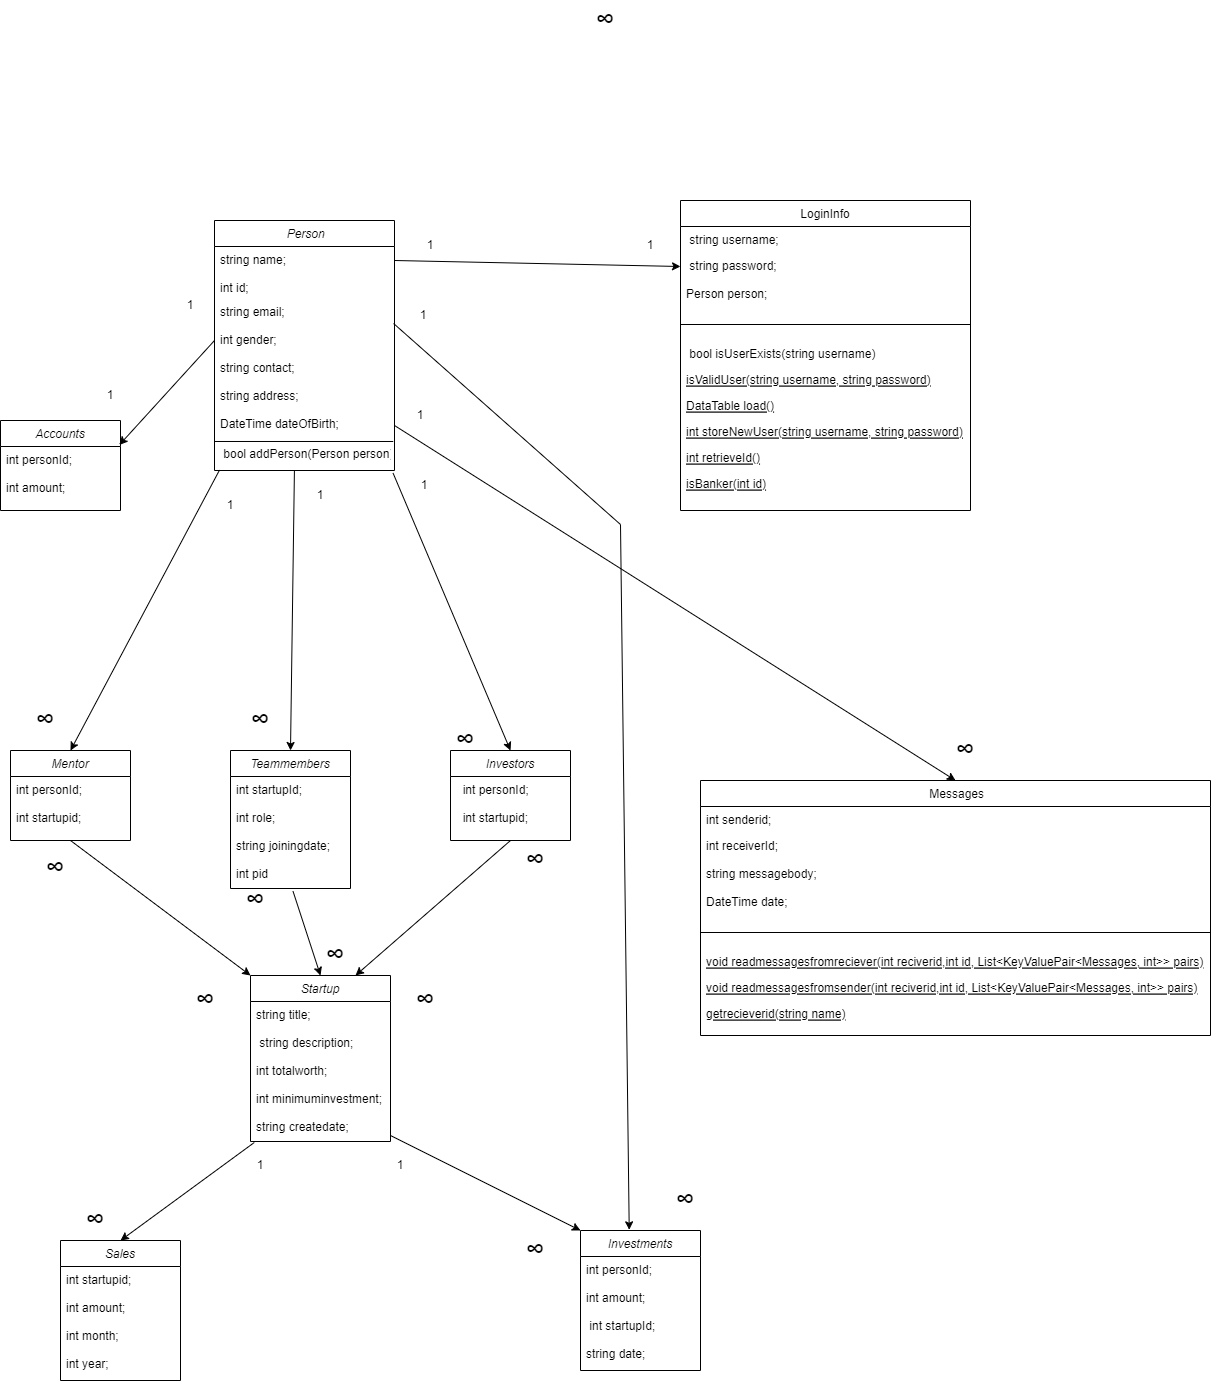 ∞
LoginInfo
string username;
string password;
Person person;
bool isUserExists(string username)
isValidUser(string username, string password)
DataTable load()
int storeNewUser(string username, string password)
int retrieveId()
isBanker(int id)
Person
string name;
int id;
string email;
int gender;
string contact;
string address;
DateTime dateOfBirth;
bool addPerson(Person person
1
1
1
1
1
1
1
1
1
1
Accounts
int personId;
int amount;
∞
∞
∞
∞
Mentor
int personId;
int startupid;
Teammembers
int startupId;
int role;
string joiningdate;
int pid
Investors
int personId;
int startupid;
Messages
int senderid;
int receiverId;
string messagebody;
DateTime date;
void readmessagesfromreciever(int reciverid,int id, List<KeyValuePair<Messages, int>> pairs)
void readmessagesfromsender(int reciverid,int id, List<KeyValuePair<Messages, int>> pairs)
getrecieverid(string name)
∞
∞
∞
∞
∞
∞
Startup
string title;
string description;
int totalworth;
int minimuminvestment;
string createdate;
1
1
∞
∞
∞
Sales
int startupid;
int amount;
int month;
int year;
Investments
int personId;
int amount;
int startupId;
string date;